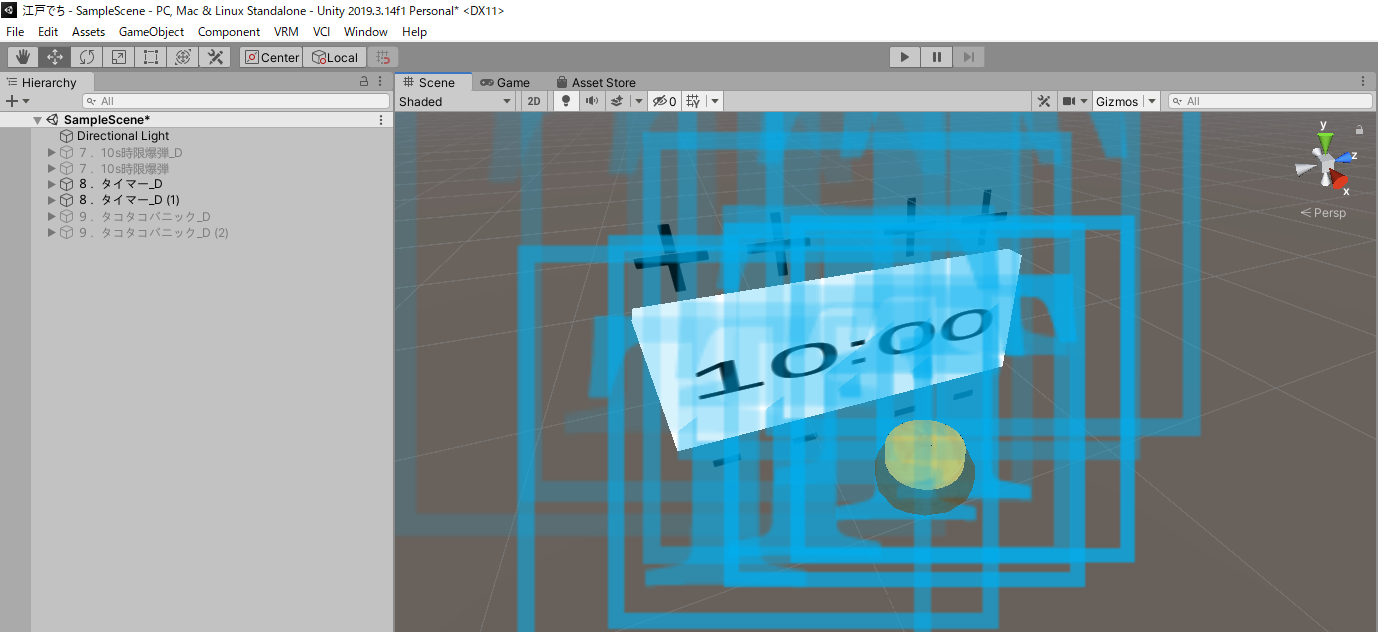 江戸でち - SampleScene - PC, Mac & Linux Standalone - Unity 2019.3.14f1 Personal* <DX11>
File Edit Assets GameObject Component VRM VCI Window Help
Center Local
Hierarchy
Scene Game Asset Store
All
Shaded 2D 0 Gizmos All
SampleScene*
Directional Light
7．10s時限爆弾_D
7．10s時限爆弾
8．タイマー_D
8．タイマー_D (1)
9．タコタコパニック_D
9．タコタコパニック_D (2)
y
z
x
Persp
+ + + +
10:00
- - - -